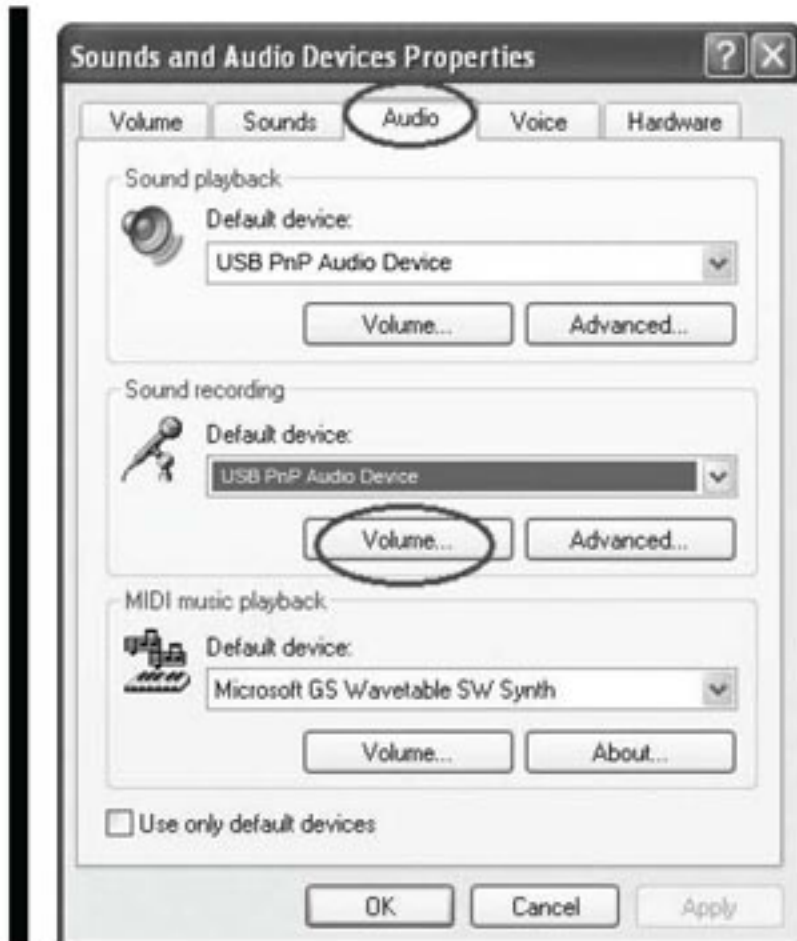 Sounds and Audio Devices Properties
Volume Sounds Audio Voice Hardware
Sound playback
Default device:
USB PnP Audio Device
Volume... Advanced...
Sound recording
Default device:
USB PnP Audio Device
Volume... Advanced...
MIDI music playback
Default device:
Microsoft GS Wavetable SW Synth
Volume... About...
Use only default devices
OK Cancel Apply